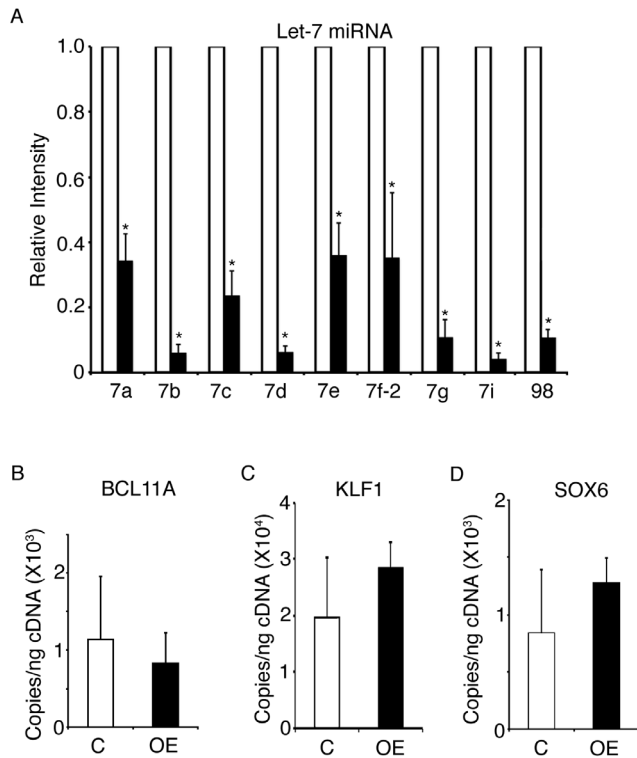 A
Let-7 miRNA
Relative Intensity
1.0
0.8
0.6
0.4
0.2
0
* * * * * * * * *
7a 7b 7c 7d 7e 7f-2 7g 7i 98
B
BCL11A
Copies/ng cDNA (X10³)
2
1
0
C OE
C
KLF1
Copies/ng cDNA (X10⁴)
4
3
2
1
0
C OE
D
SOX6
Copies/ng cDNA (X10³)
2
1
0
C OE